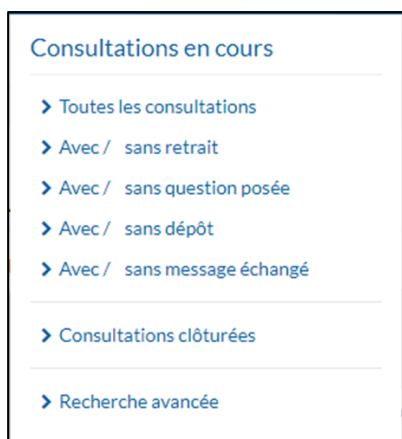 Consultations en cours
Toutes les consultations
Avec / sans retrait
Avec / sans question posée
Avec / sans dépôt
Avec / sans message échangé
Consultations clôturées
Recherche avancée